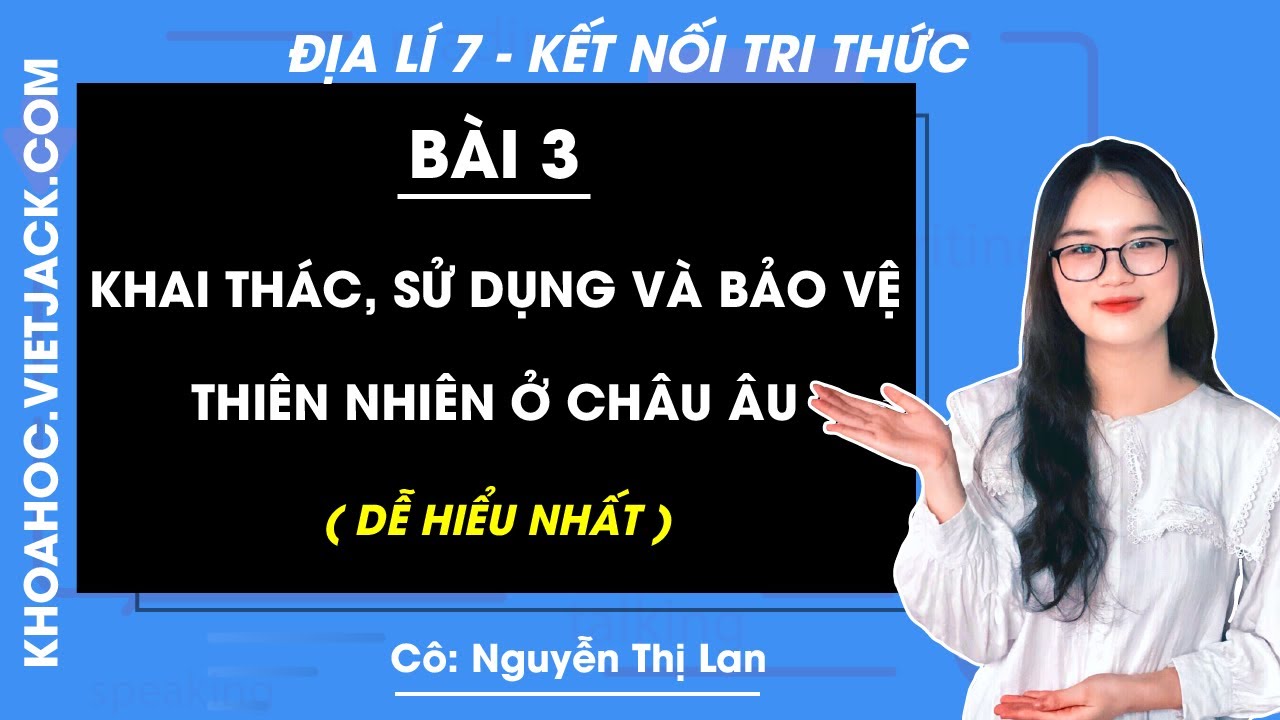 ĐỊA LÍ 7 - KẾT NỐI TRI THỨC
KHOAHOC.VIETJACK.COM
BÀI 3
KHAI THÁC, SỬ DỤNG VÀ BẢO VỆ
THIÊN NHIÊN Ở CHÂU ÂU
( DỄ HIỂU NHẤT )
Cô: Nguyễn Thị Lan
talking
speaking